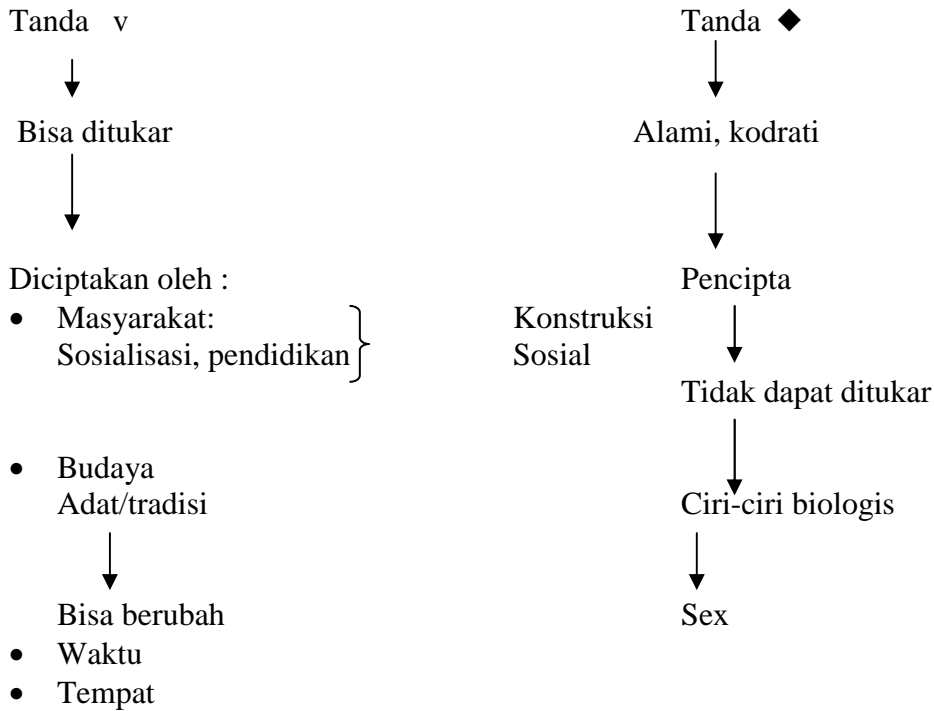 Tanda v
Tanda ◆
Bisa ditukar
Alami, kodrati
Diciptakan oleh :
Pencipta
• Masyarakat:
Sosialisasi, pendidikan
Konstruksi
Sosial
Tidak dapat ditukar
• Budaya
Adat/tradisi
Ciri-ciri biologis
Bisa berubah
Sex
• Waktu
• Tempat